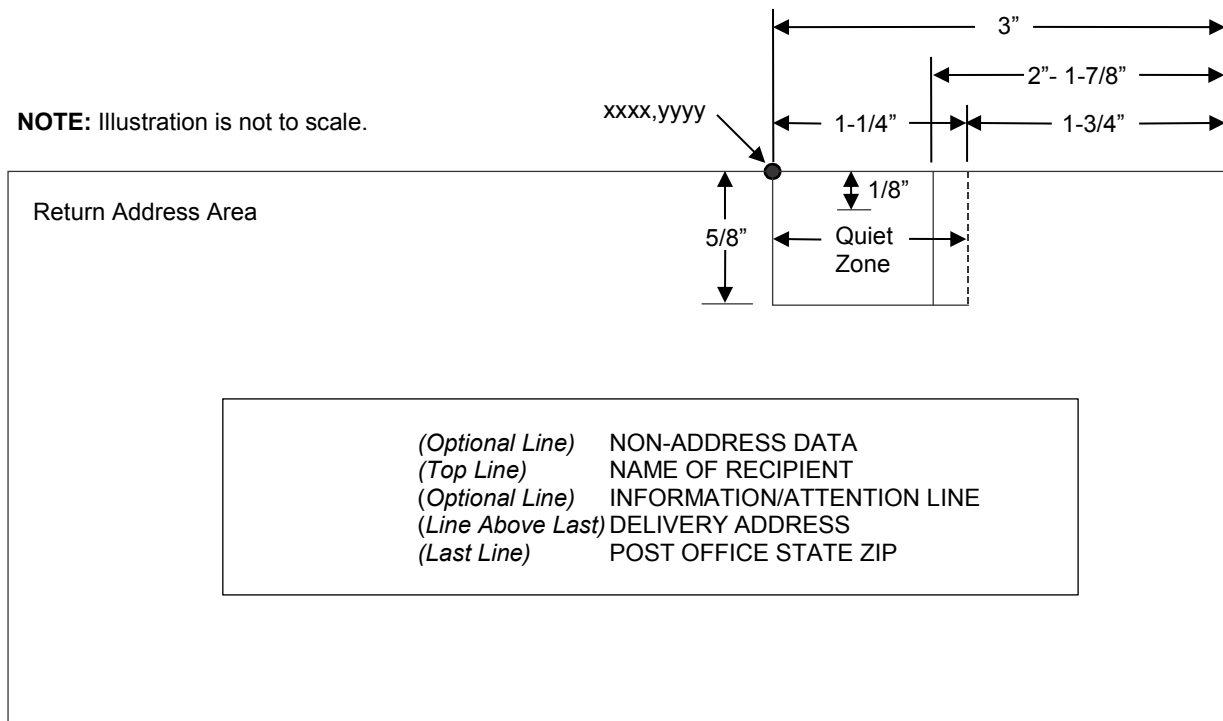 3”
2”- 1-7/8”
NOTE: Illustration is not to scale.
xxxx,yyyy
1-1/4”
1-3/4”
Return Address Area
1/8”
5/8”
Quiet
Zone
(Optional Line) NON-ADDRESS DATA
(Top Line) NAME OF RECIPIENT
(Optional Line) INFORMATION/ATTENTION LINE
(Line Above Last) DELIVERY ADDRESS
(Last Line) POST OFFICE STATE ZIP